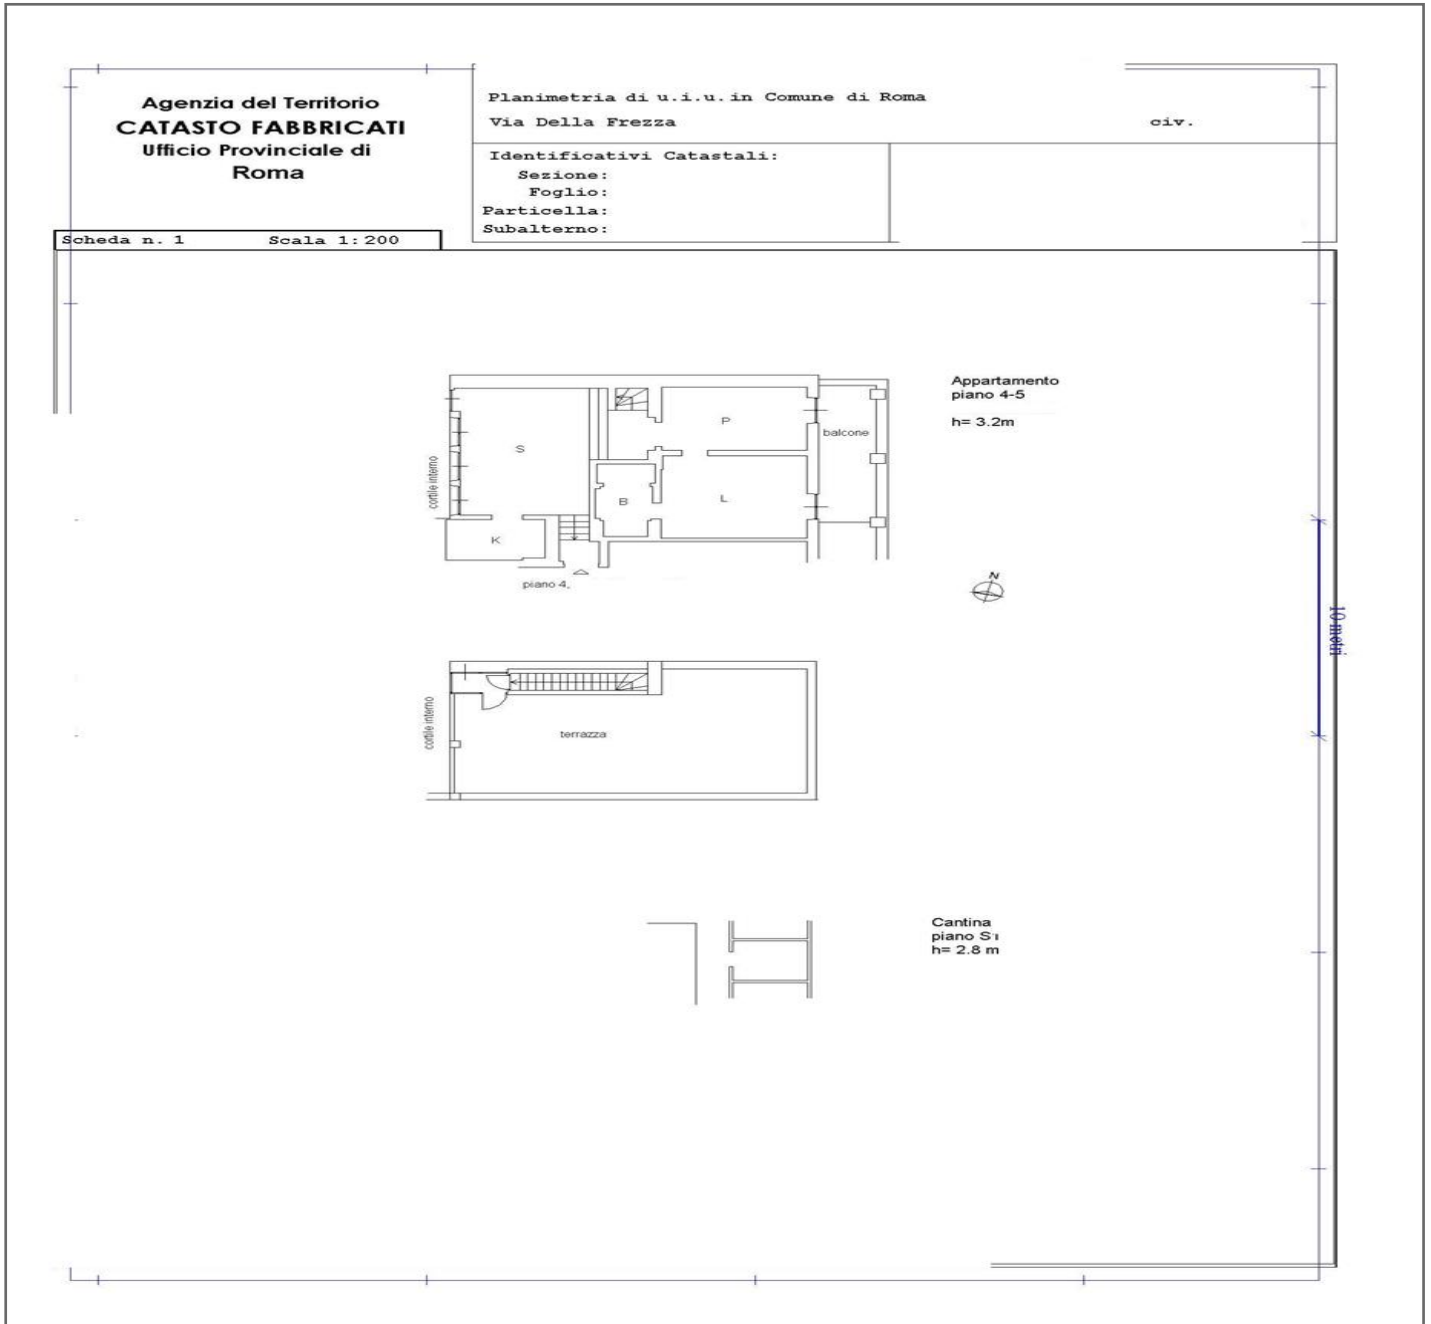 Agenzia del Territorio
CATASTO FABBRICATI
Ufficio Provinciale di
Roma
Planimetria di u.i.u. in Comune di Roma
Via Della Frezza civ.
Identificativi Catastali:
Sezione:
Foglio:
Particella:
Subalterno:
Scheda n. 1 Scala 1:200
Appartamento
piano 4-5
h= 3.2m
P
balcone
S
cortile interno
L
B
K
piano 4,
N
10 metri
cortile interno
terrazza
Cantina
piano S1
h= 2.8 m